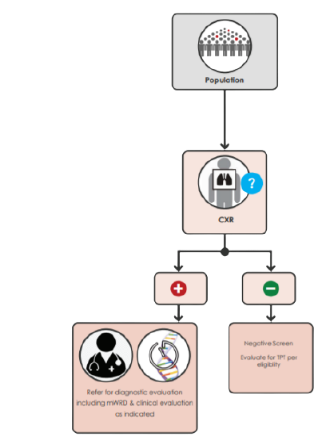 Population
?
CXR
Refer for diagnostic evaluation
including mWRD & clinical evaluation
as indicated
Negative Screen
Evaluate for TPT per
eligibility